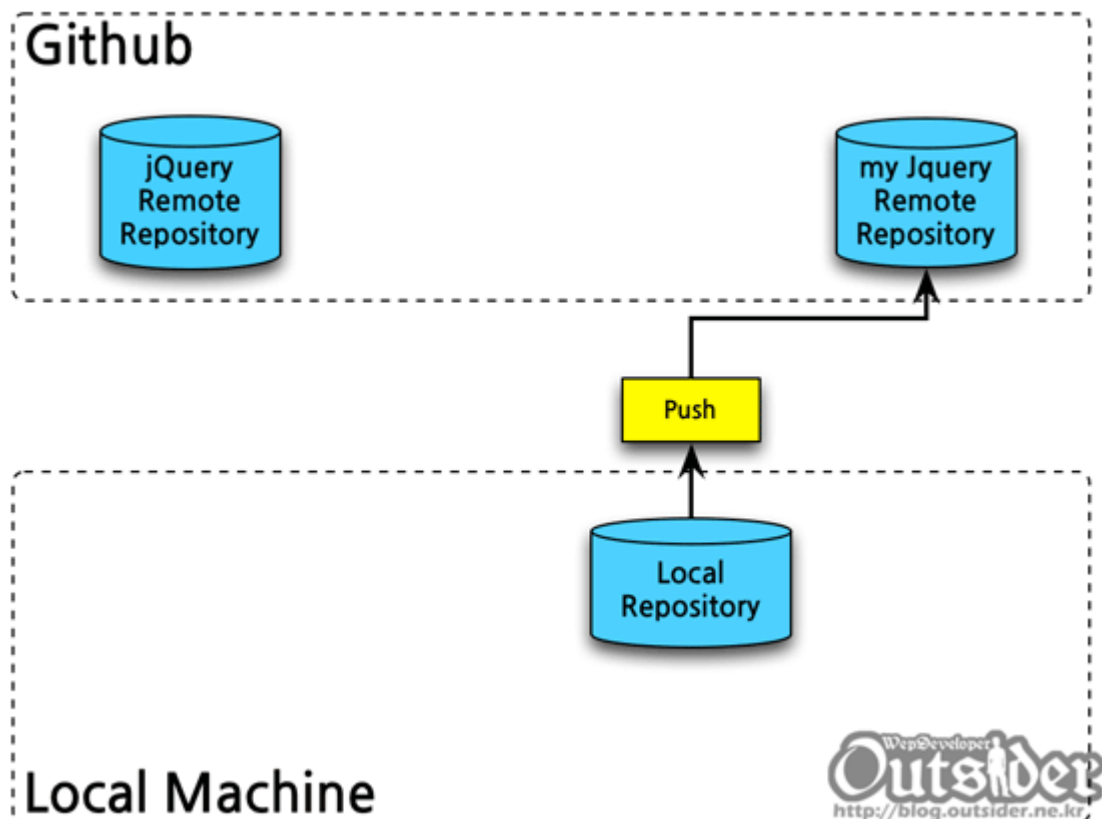 Github
jQuery
Remote
Repository
my Jquery
Remote
Repository
Push
Local
Repository
Local Machine
WepDeveloper
Outsider
http://blog.outsider.ne.kr